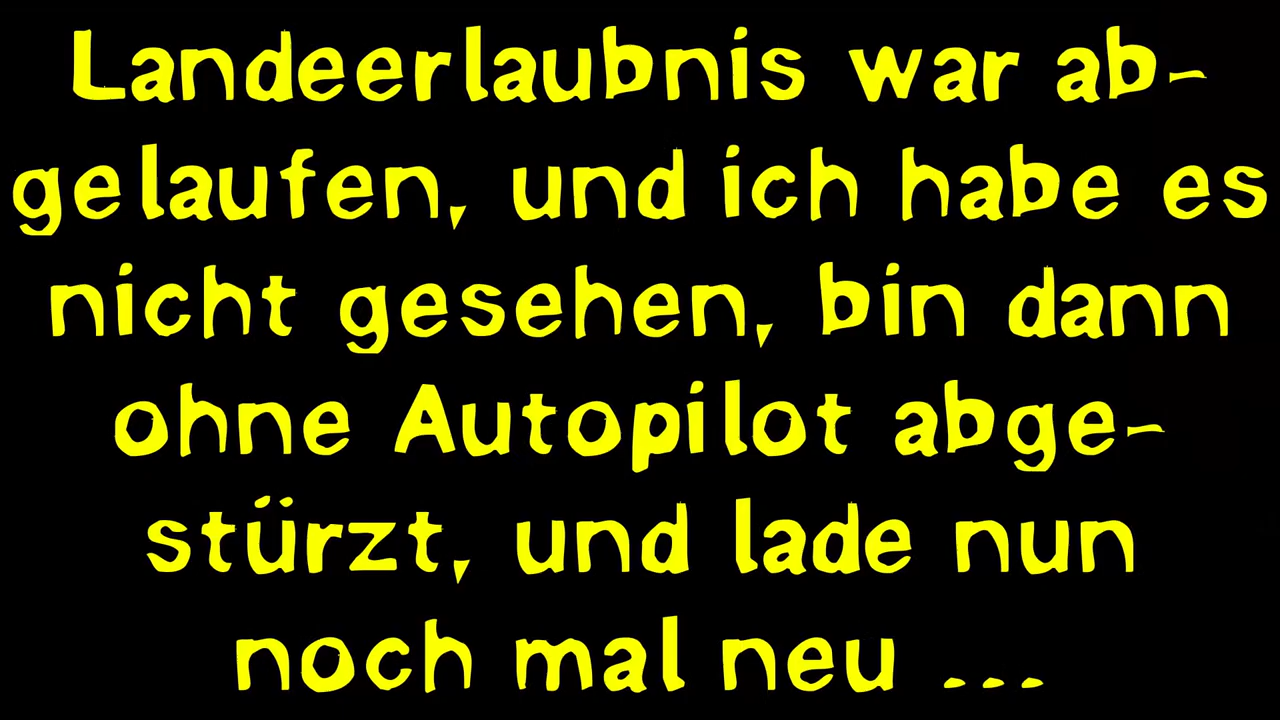 Landeerlaubnis war ab-
gelaufen, und ich habe es
nicht gesehen, bin dann
ohne Autopilot abge-
stürzt, und lade nun
noch mal neu ...